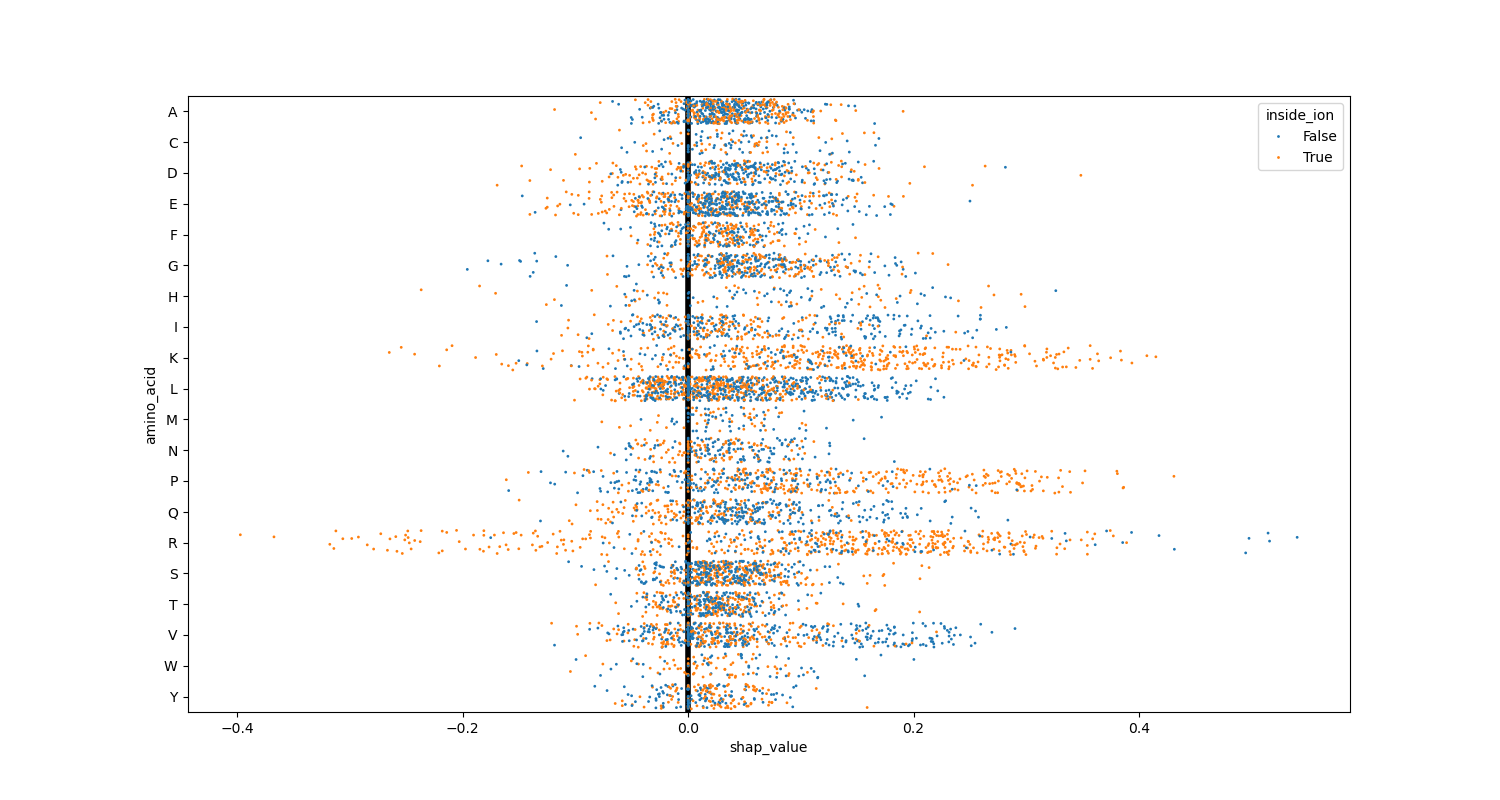 inside_ion
False
True
amino_acid
A
C
D
E
F
G
H
I
K
L
M
N
P
Q
R
S
T
V
W
Y
−0.4 −0.2 0.0 0.2 0.4
shap_value